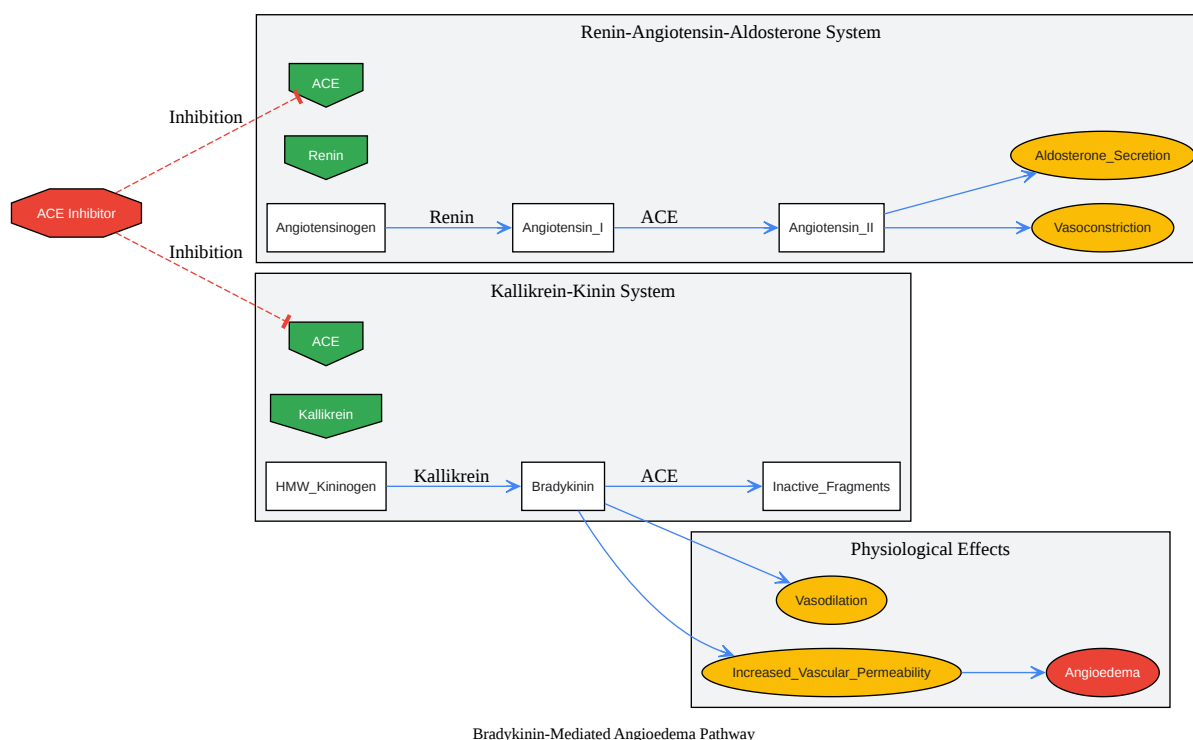 Renin-Angiotensin-Aldosterone System
ACE
Inhibition
Renin
Aldosterone_Secretion
ACE Inhibitor
Angiotensinogen
Renin
Angiotensin_I
ACE
Angiotensin_II
Vasoconstriction
Inhibition
Kallikrein-Kinin System
ACE
Kallikrein
HMW_Kininogen
Kallikrein
Bradykinin
ACE
Inactive_Fragments
Physiological Effects
Vasodilation
Increased_Vascular_Permeability
Angioedema
Bradykinin-Mediated Angioedema Pathway